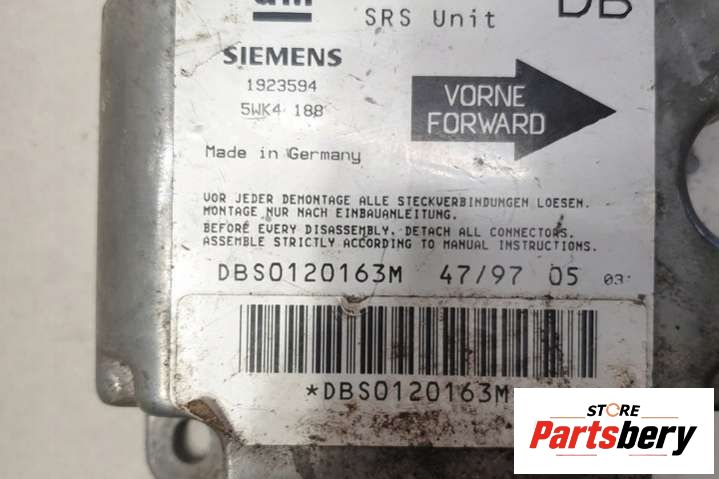 GM
SRS Unit
DB
SIEMENS
1923594
5WK4 188
VORNE
FORWARD
Made in Germany
VOR JEDER DEMONTAGE ALLE STECKVERBINDUNGEN LOESEN.
MONTAGE NUR NACH EINBAUANLEITUNG.
BEFORE EVERY DISASSEMBLY, DETACH ALL CONNECTORS.
ASSEMBLE STRICTLY ACCORDING TO MANUAL INSTRUCTIONS.
DBS0120163M 47/97 05 03
*DBS0120163M
STORE
Partsbery